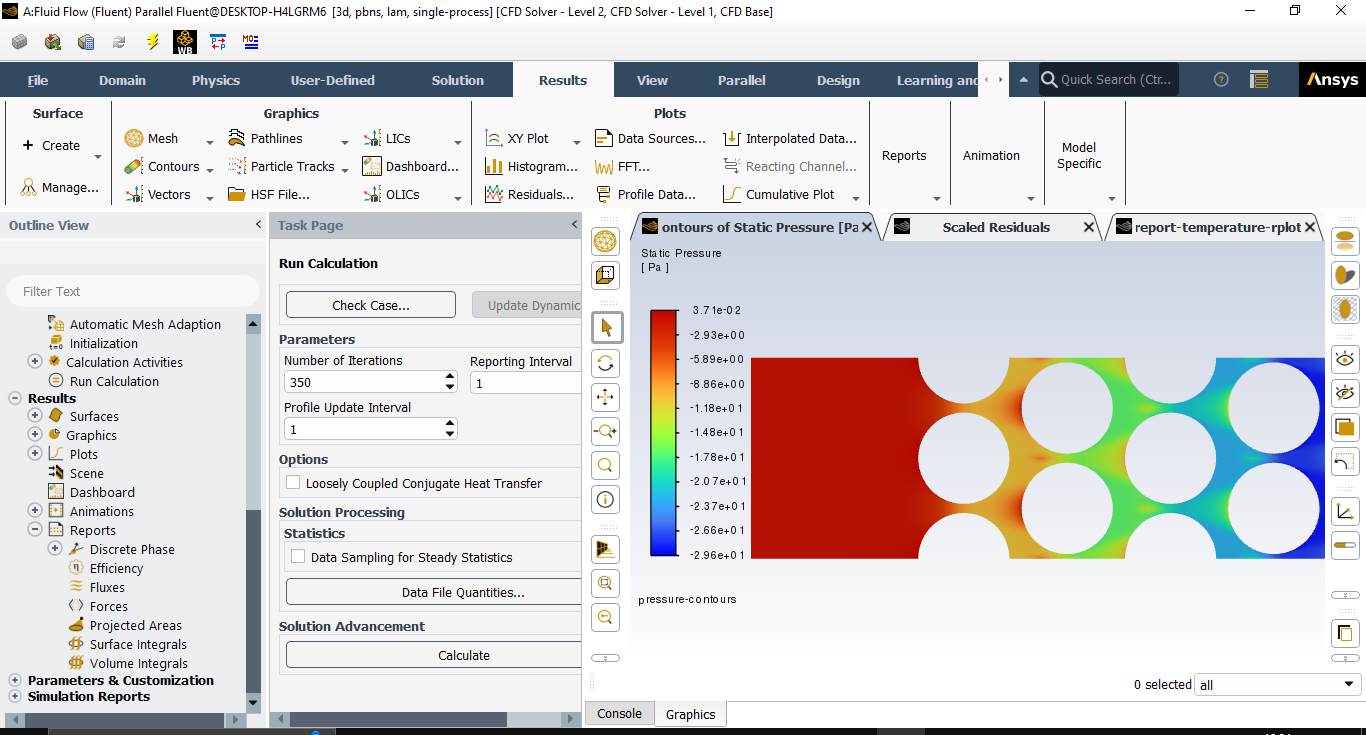 A:Fluid Flow (Fluent) Parallel Fluent@DESKTOP-H4LGRM6 [3d, pbns, lam, single-process] [CFD Solver - Level 2, CFD Solver - Level 1, CFD Base]
WB
File Domain Physics User-Defined Solution Results View Parallel Design Learning and Quick Search (Ctr... Ansys
Surface
Create
Manage...
Graphics
Mesh Pathlines LICs
Contours Particle Tracks Dashboard...
Vectors HSF File... OLICs
Plots
XY Plot Data Sources... Interpolated Data...
Histogram... FFT... Reacting Channel...
Residuals... Profile Data... Cumulative Plot
Reports
Animation
Model
Specific
Outline View
Filter Text
Automatic Mesh Adaption
Initialization
Calculation Activities
Run Calculation
Results
Surfaces
Graphics
Plots
Scene
Dashboard
Animations
Reports
Discrete Phase
Efficiency
Fluxes
Forces
Projected Areas
Surface Integrals
Volume Integrals
Parameters & Customization
Simulation Reports
Task Page
Run Calculation
Check Case... Update Dynamic
Parameters
Number of Iterations Reporting Interval
350 1
Profile Update Interval
1
Options
Loosely Coupled Conjugate Heat Transfer
Solution Processing
Statistics
Data Sampling for Steady Statistics
Data File Quantities...
Solution Advancement
Calculate
ontours of Static Pressure [Pa Scaled Residuals report-temperature-rplot
Static Pressure
[ Pa ]
3.71e-02
-2.93e+00
-5.89e+00
-8.86e+00
-1.18e+01
-1.48e+01
-1.78e+01
-2.07e+01
-2.37e+01
-2.66e+01
-2.96e+01
pressure-contours
0 selected all
Console Graphics